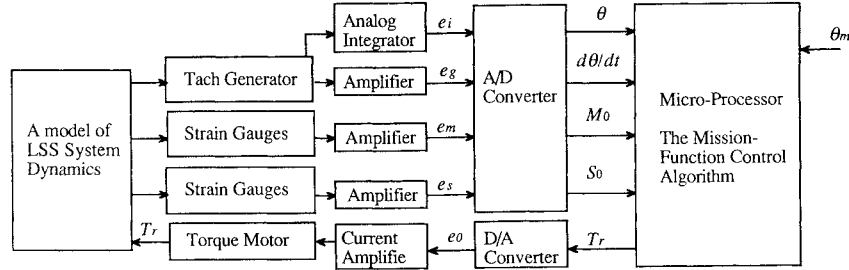 Analog
Integrator
ei
θ
θm
Tach Generator
Amplifier
eg
A/D
Converter
dθ/dt
Micro-Processor
A model of
LSS System
Dynamics
Strain Gauges
Amplifier
em
M0
The Mission-
Function Control
Algorithm
Strain Gauges
Amplifier
es
S0
Tr
Torque Motor
Current
Amplifie
e0
D/A
Converter
Tr